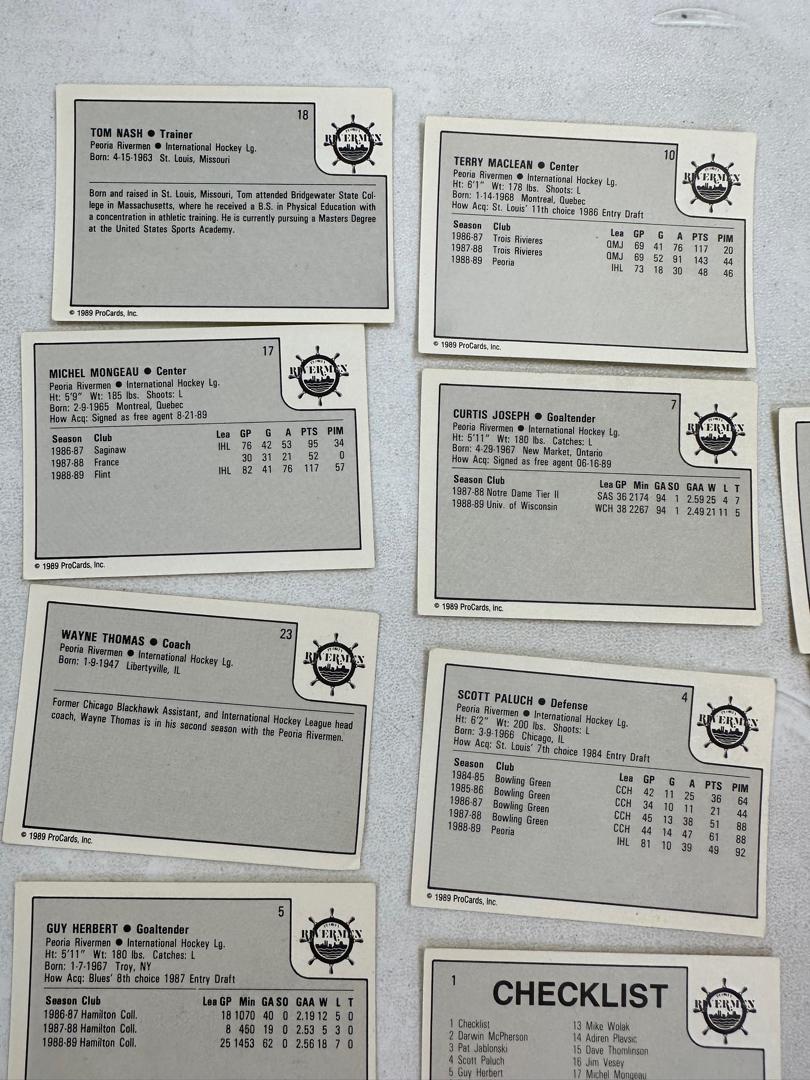 18
RIVERMEN
TOM NASH ● Trainer
Peoria Rivermen ● International Hockey Lg.
Born: 4-15-1963 St. Louis, Missouri
Born and raised in St. Louis, Missouri, Tom attended Bridgewater State Col-
lege in Massachusetts, where he received a B.S. in Physical Education with
a concentration in athletic training. He is currently pursuing a Masters Degree
at the United States Sports Academy.
© 1989 ProCards, Inc.
10
RIVERMEN
TERRY MACLEAN ● Center
Peoria Rivermen ● International Hockey Lg.
Ht: 6'1" Wt: 178 lbs. Shoots: L
Born: 1-14-1968 Montreal, Quebec
How Acq: St. Louis' 11th choice 1986 Entry Draft
Season Club Lea GP G A PTS PIM
1986-87 Trois Rivieres QMJ 69 41 76 117 20
1987-88 Trois Rivieres QMJ 69 52 91 143 44
1988-89 Peoria IHL 73 18 30 48 46
© 1989 ProCards, Inc.
17
RIVERMEN
MICHEL MONGEAU ● Center
Peoria Rivermen ● International Hockey Lg.
Ht: 5'9" Wt: 185 lbs. Shoots: L
Born: 2-9-1965 Montreal, Quebec
How Acq: Signed as free agent 8-21-89
Season Club Lea GP G A PTS PIM
1986-87 Saginaw IHL 76 42 53 95 34
1987-88 France 30 31 21 52 0
1988-89 Flint IHL 82 41 76 117 57
© 1989 ProCards, Inc.
7
RIVERMEN
CURTIS JOSEPH ● Goaltender
Peoria Rivermen ● International Hockey Lg.
Ht: 5'11" Wt: 180 lbs. Catches: L
Born: 4-29-1967 New Market, Ontario
How Acq: Signed as free agent 06-16-89
Season Club Lea GP Min GA SO GAA W L T
1987-88 Notre Dame Tier II SAS 36 2174 94 1 2.59 25 4 7
1988-89 Univ. of Wisconsin WCH 38 2267 94 1 2.49 21 11 5
© 1989 ProCards, Inc.
23
RIVERMEN
WAYNE THOMAS ● Coach
Peoria Rivermen ● International Hockey Lg.
Born: 1-9-1947 Libertyville, IL
Former Chicago Blackhawk Assistant, and International Hockey League head
coach, Wayne Thomas is in his second season with the Peoria Rivermen.
© 1989 ProCards, Inc.
4
RIVERMEN
SCOTT PALUCH ● Defense
Peoria Rivermen ● International Hockey Lg.
Ht: 6'2" Wt: 200 lbs. Shoots: L
Born: 3-9-1966 Chicago, IL
How Acq: St. Louis' 7th choice 1984 Entry Draft
Season Club Lea GP G A PTS PIM
1984-85 Bowling Green CCH 42 11 25 36 64
1985-86 Bowling Green CCH 34 10 11 21 44
1986-87 Bowling Green CCH 45 13 38 51 88
1987-88 Bowling Green CCH 44 14 47 61 88
1988-89 Peoria IHL 81 10 39 49 92
© 1989 ProCards, Inc.
5
RIVERMEN
GUY HERBERT ● Goaltender
Peoria Rivermen ● International Hockey Lg.
Ht: 5'11" Wt: 180 lbs. Catches: L
Born: 1-7-1967 Troy, NY
How Acq: Blues' 8th choice 1987 Entry Draft
Season Club Lea GP Min GA SO GAA W L T
1986-87 Hamilton Coll. 18 1070 40 0 2.19 12 5 0
1987-88 Hamilton Coll. 8 450 19 0 2.53 5 3 0
1988-89 Hamilton Coll. 25 1453 62 0 2.56 18 7 0
1
RIVERMEN
CHECKLIST
1 Checklist
2 Darwin McPherson
3 Pat Jablonski
4 Scott Paluch
5 Guy Herbert
13 Mike Wolak
14 Adiren Plavsic
15 Dave Thomlinson
16 Jim Vesey
17 Michel Mongeau